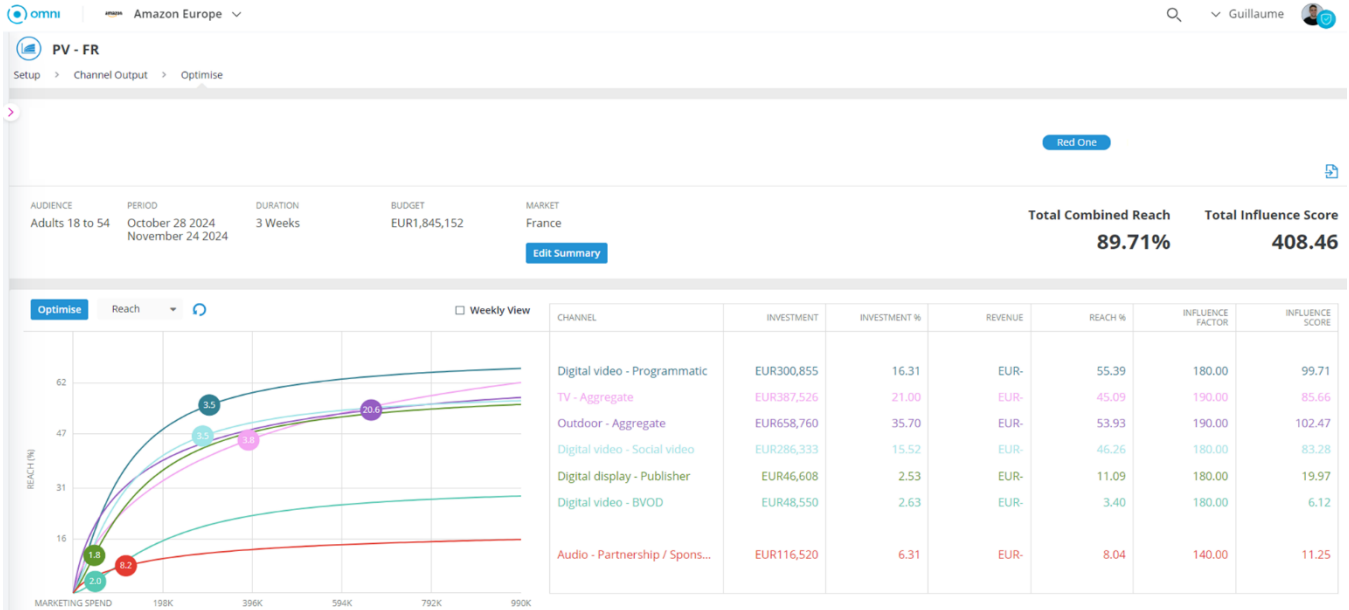 omni
amazon
Amazon Europe
Guillaume
PV - FR
Setup > Channel Output > Optimise
Red One
AUDIENCE PERIOD DURATION BUDGET MARKET
Adults 18 to 54 October 28 2024 3 Weeks EUR1,845,152 France
November 24 2024
Edit Summary
Total Combined Reach Total Influence Score
89.71% 408.46
Optimise Reach Weekly View
CHANNEL INVESTMENT INVESTMENT % REVENUE REACH % INFLUENCE FACTOR INFLUENCE SCORE
Digital video - Programmatic EUR300,855 16.31 EUR- 55.39 180.00 99.71
TV - Aggregate EUR387,526 21.00 EUR- 45.09 190.00 85.66
Outdoor - Aggregate EUR658,760 35.70 EUR- 53.93 190.00 102.47
Digital video - Social video EUR286,333 15.52 EUR- 46.26 180.00 83.28
Digital display - Publisher EUR46,608 2.53 EUR- 11.09 180.00 19.97
Digital video - BVOD EUR48,550 2.63 EUR- 3.40 180.00 6.12
Audio - Partnership / Spons... EUR116,520 6.31 EUR- 8.04 140.00 11.25
REACH (%)
62
47
31
16
3.5
20.6
3.5
3.8
1.8
8.2
2.0
MARKETING SPEND 198K 396K 594K 792K 990K